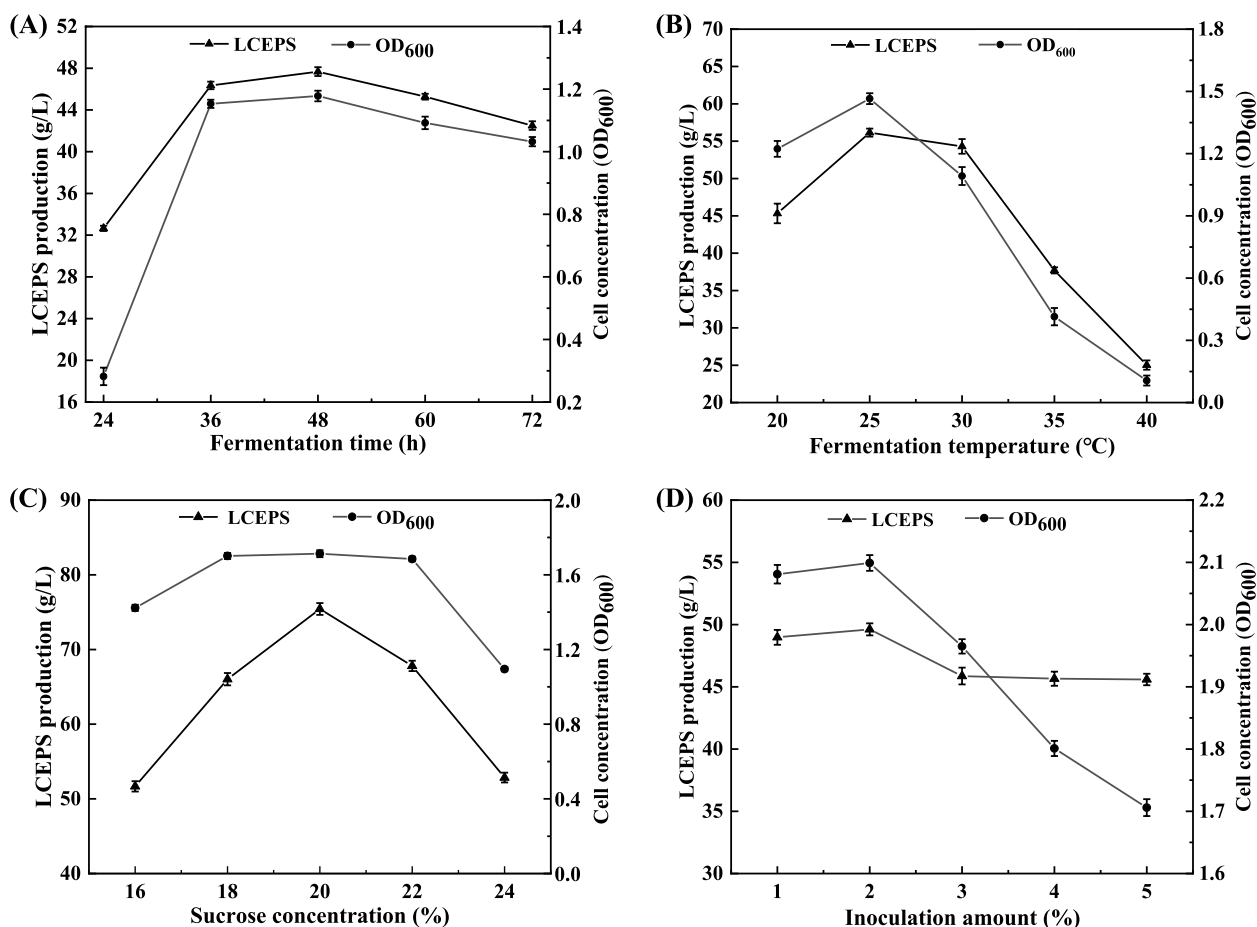 (A)
LCEPS OD600
52
48
44
40
36
32
28
24
20
16
LCEPS production (g/L)
1.4
1.2
1.0
0.8
0.6
0.4
0.2
Cell concentration (OD600)
24 36 48 60 72
Fermentation time (h)
(B)
LCEPS OD600
70
65
60
55
50
45
40
35
30
25
20
LCEPS production (g/L)
1.8
1.5
1.2
0.9
0.6
0.3
0.0
Cell concentration (OD600)
20 25 30 35 40
Fermentation temperature (℃)
(C)
LCEPS OD600
90
80
70
60
50
40
LCEPS production (g/L)
2.0
1.6
1.2
0.8
0.4
0.0
Cell concentration (OD600)
16 18 20 22 24
Sucrose concentration (%)
(D)
LCEPS OD600
60
55
50
45
40
35
30
LCEPS production (g/L)
2.2
2.1
2.0
1.9
1.8
1.7
1.6
Cell concentration (OD600)
1 2 3 4 5
Inoculation amount (%)